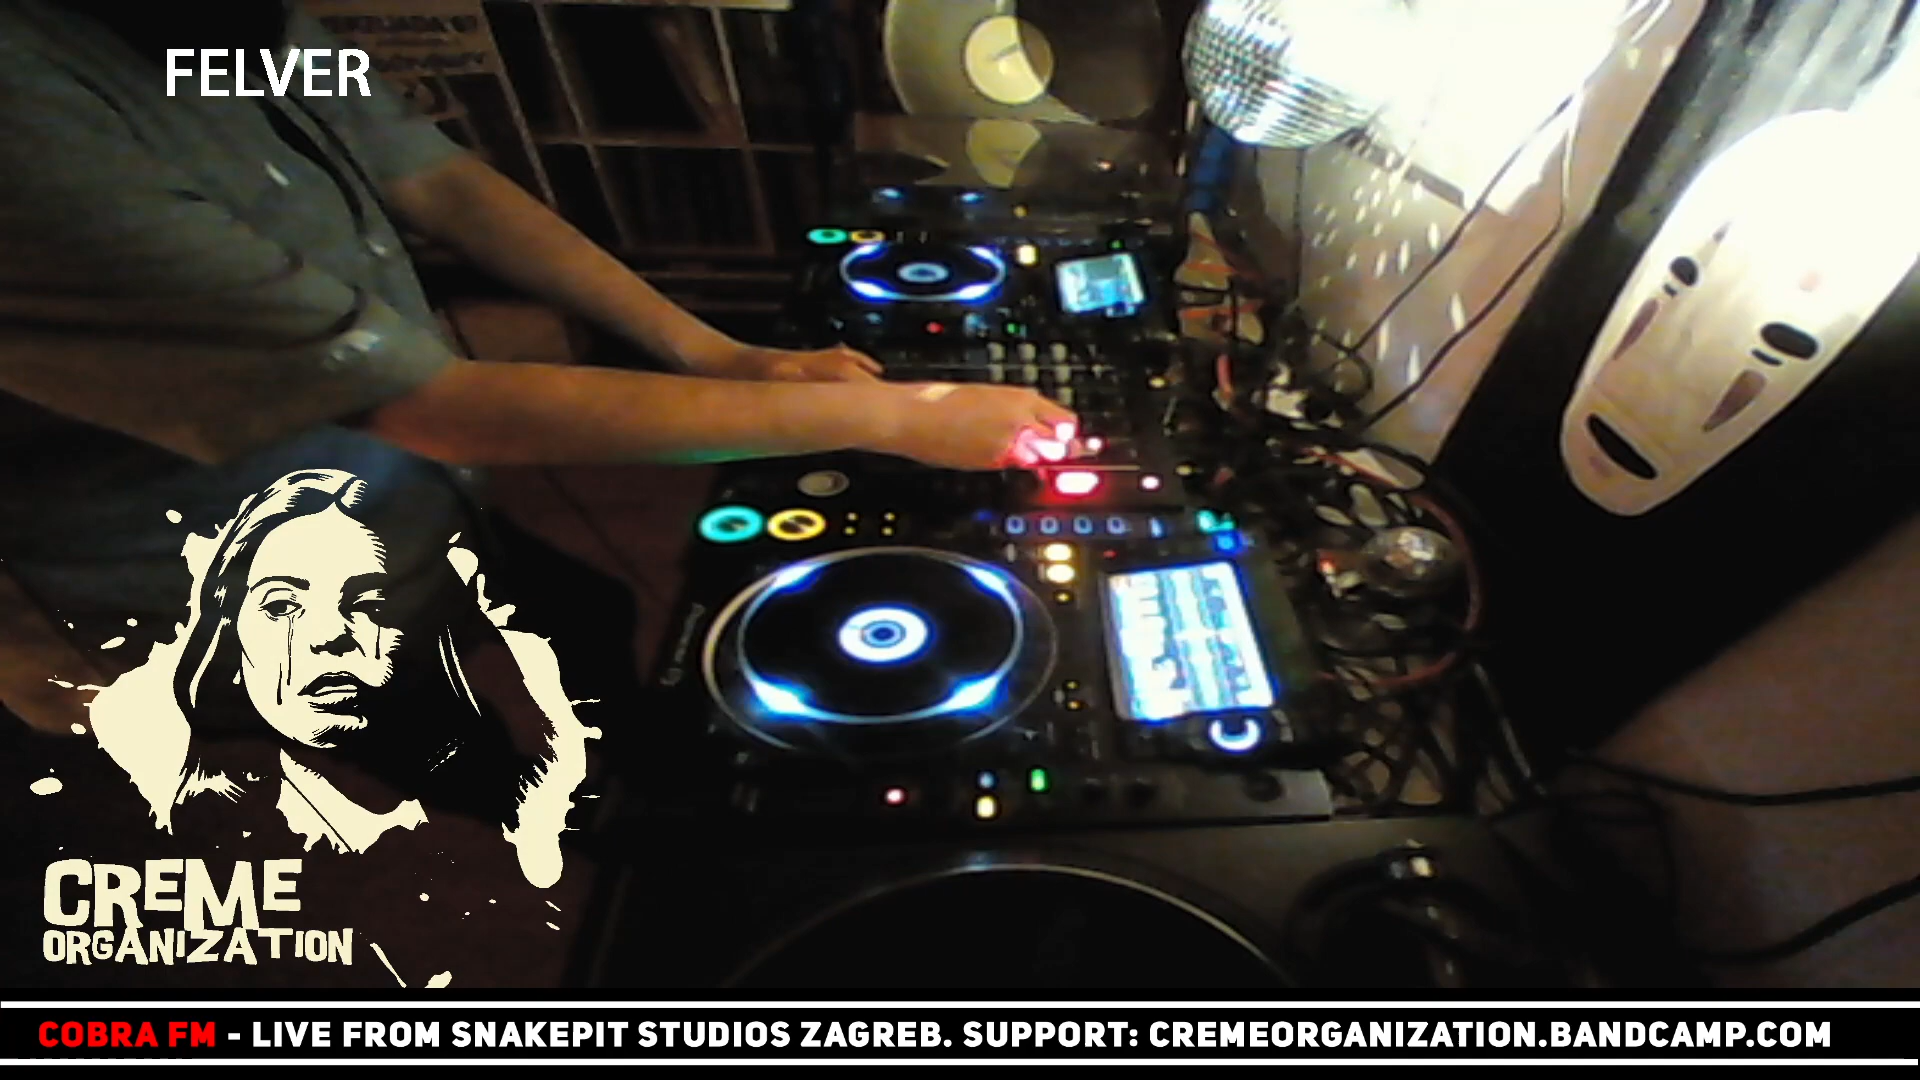 FELVER
CREME
ORGANIZATION
COBRA FM - LIVE FROM SNAKEPIT STUDIOS ZAGREB. SUPPORT: CREMEORGANIZATION.BANDCAMP.COM